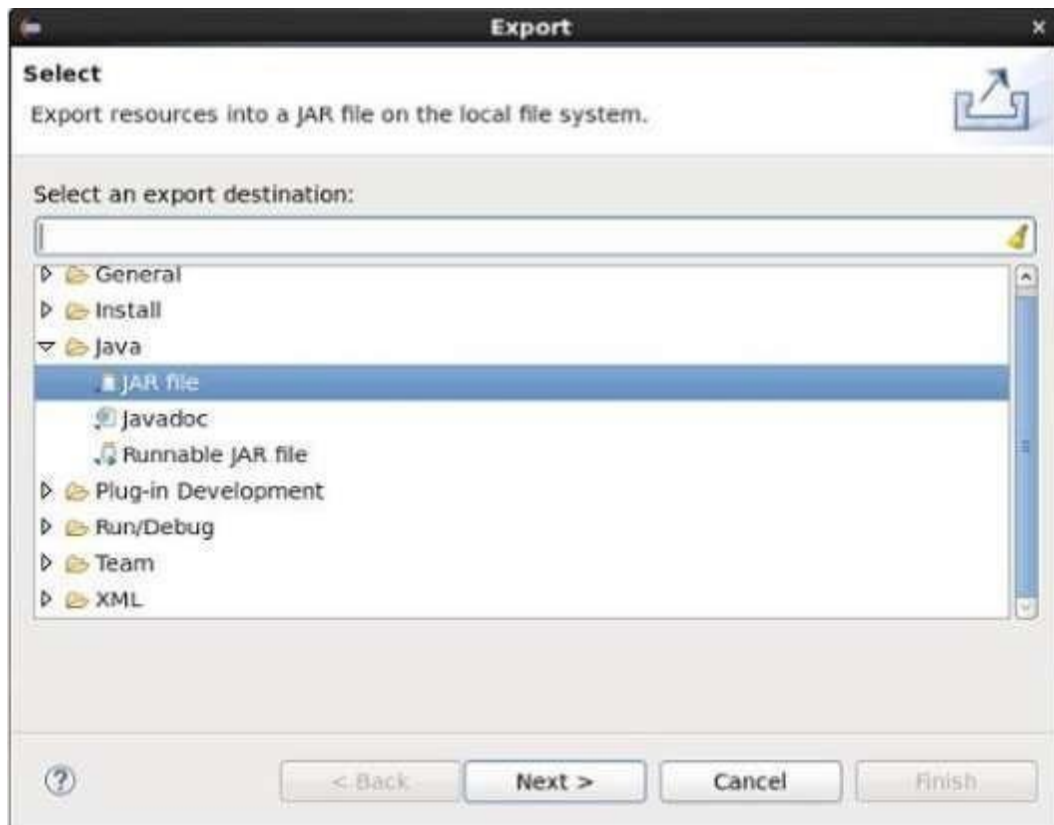 Export
Select
Export resources into a JAR file on the local file system.
Select an export destination:
General
Install
Java
JAR file
Javadoc
Runnable JAR file
Plug-in Development
Run/Debug
Team
XML
< Back Next > Cancel Finish